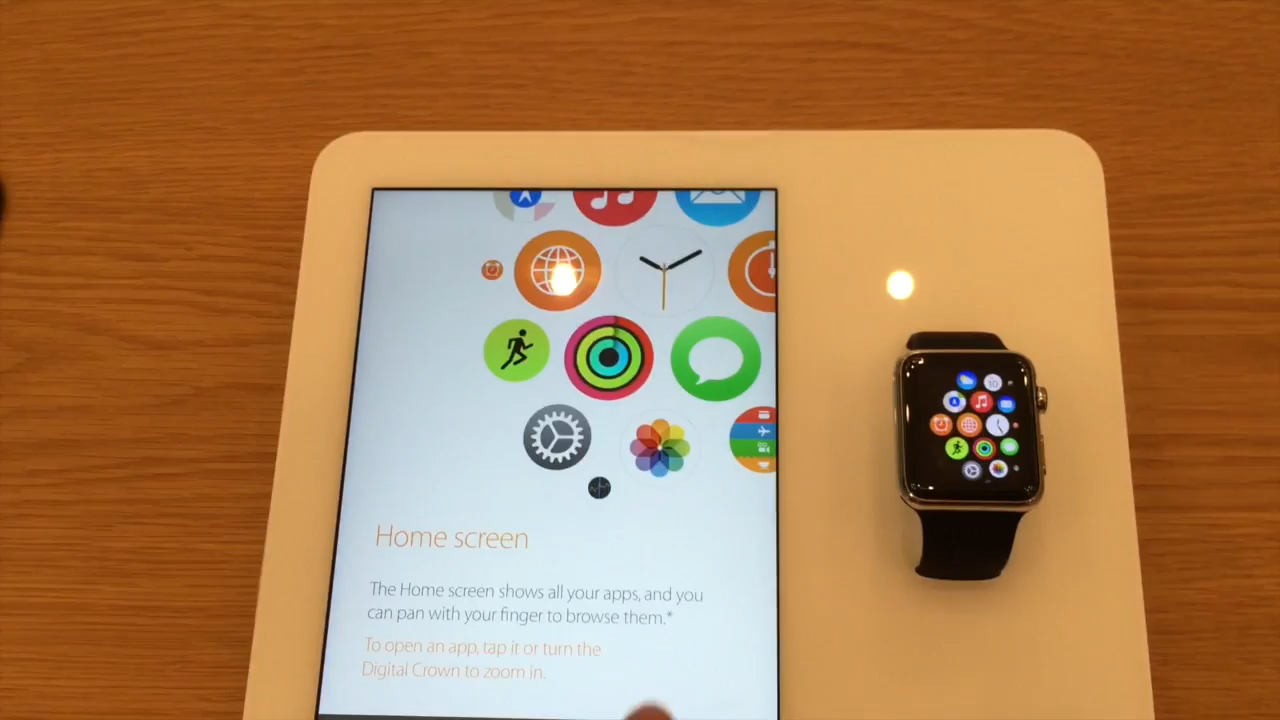 Home screen
The Home screen shows all your apps, and you
can pan with your finger to browse them.*
To open an app, tap it or turn the
Digital Crown to zoom in.
10